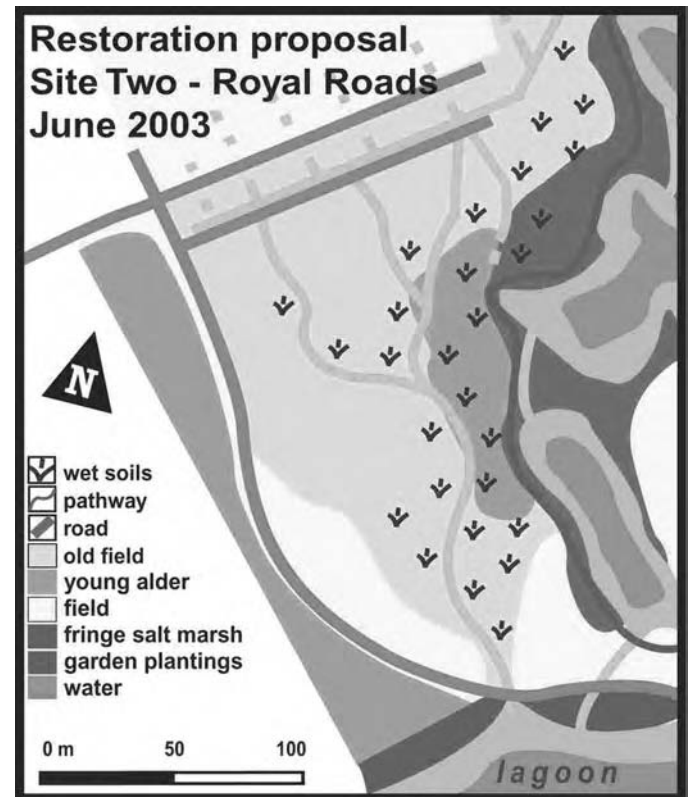 Restoration proposal
Site Two - Royal Roads
June 2003
N
wet soils
pathway
road
old field
young alder
field
fringe salt marsh
garden plantings
water
0 m 50 100
lagoon